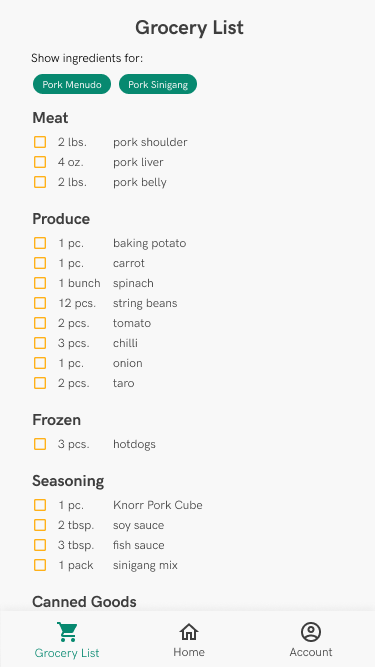 Grocery List
Show ingredients for:
Pork Menudo Pork Sinigang
Meat
2 lbs. pork shoulder
4 oz. pork liver
2 lbs. pork belly
Produce
1 pc. baking potato
1 pc. carrot
1 bunch spinach
12 pcs. string beans
2 pcs. tomato
3 pcs. chilli
1 pc. onion
2 pcs. taro
Frozen
3 pcs. hotdogs
Seasoning
1 pc. Knorr Pork Cube
2 tbsp. soy sauce
3 tbsp. fish sauce
1 pack sinigang mix
Canned Goods
Grocery List Home Account